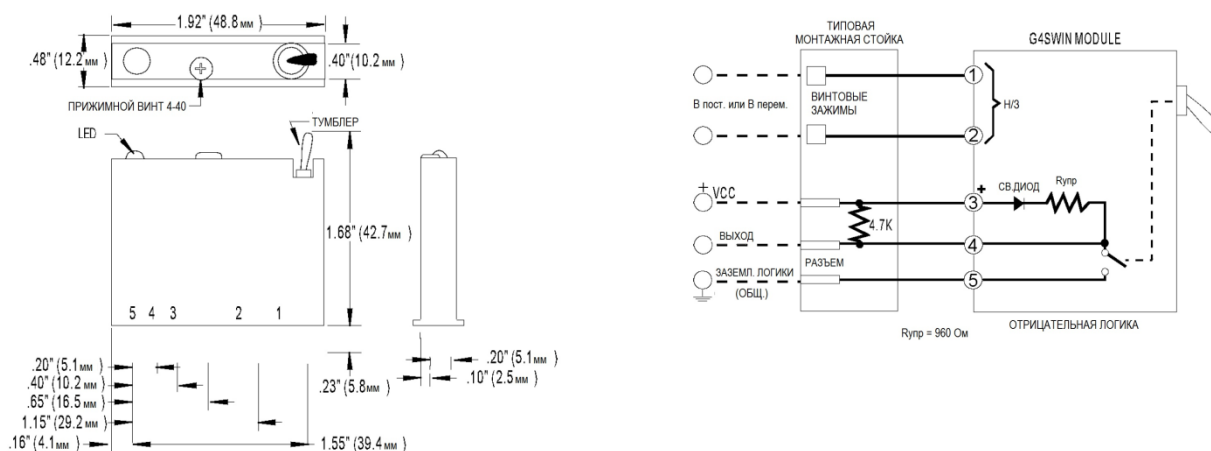 1.92" (48.8 мм )
.48" (12.2 мм )
.40" (10.2 мм )
ПРИЖИМНОЙ ВИНТ 4-40
LED
ТУМБЛЕР
1.68" (42.7мм )
5 4 3 2 1
.20" (5.1 мм )
.40" (10.2 мм )
.65" (16.5 мм )
1.15" (29.2 мм )
.16" (4.1мм )
.23" (5.8 мм )
1.55" (39.4 мм )
.20" (5.1 мм )
.10" (2.5 мм )
ТИПОВАЯ
МОНТАЖНАЯ СТОЙКА
G4SWIN MODULE
1
В пост. или В перем.
ВИНТОВЫЕ
ЗАЖИМЫ
Н/З
2
+ VCC
3
+
СВ.ДИОД
Rупр
4.7K
ВЫХОД
4
ЗАЗЕМЛ. ЛОГИКИ
(ОБЩ.)
РАЗЪЕМ
5
Rупр = 960 Ом
ОТРИЦАТЕЛЬНАЯ ЛОГИКА